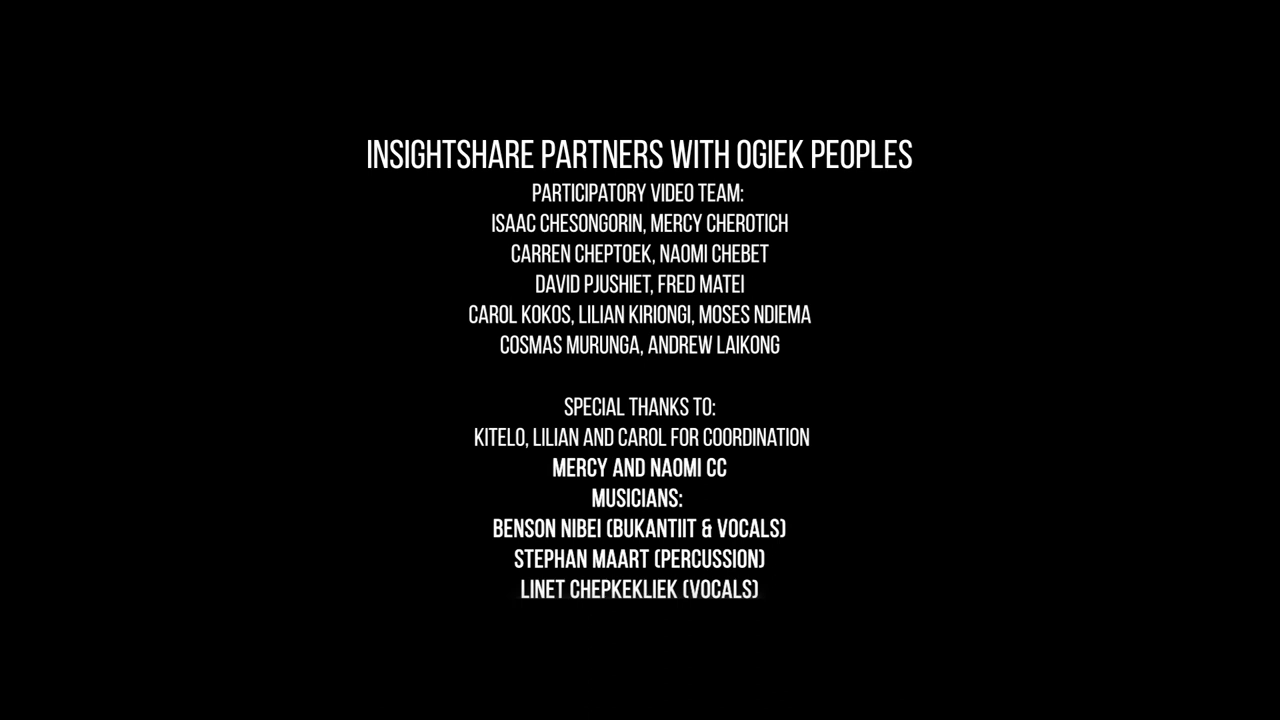 INSIGHTSHARE PARTNERS WITH OGIEK PEOPLES
PARTICIPATORY VIDEO TEAM:
ISAAC CHESONGORIN, MERCY CHEROTICH
CARREN CHEPTOEK, NAOMI CHEBET
DAVID PJUSHIET, FRED MATEI
CAROL KOKOS, LILIAN KIRIONGI, MOSES NDIEMA
COSMAS MURUNGA, ANDREW LAIKONG
SPECIAL THANKS TO:
KITELO, LILIAN AND CAROL FOR COORDINATION
MERCY AND NAOMI CC
MUSICIANS:
BENSON NIBEI (BUKANTIIT & VOCALS)
STEPHAN MAART (PERCUSSION)
LINET CHEPKEKLIEK (VOCALS)